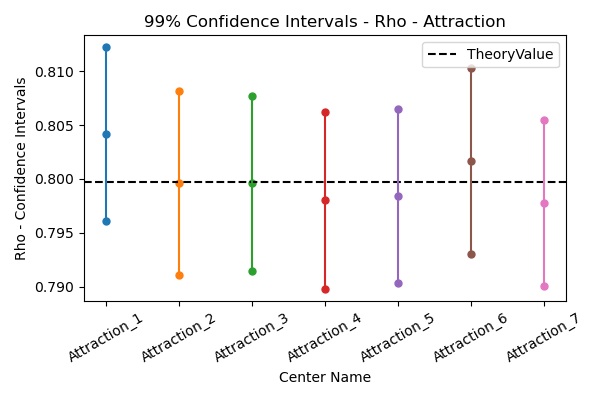 99% Confidence Intervals - Rho - Attraction
TheoryValue
Rho - Confidence Intervals
0.810
0.805
0.800
0.795
0.790
Attraction_1
Attraction_2
Attraction_3
Attraction_4
Attraction_5
Attraction_6
Attraction_7
Center Name